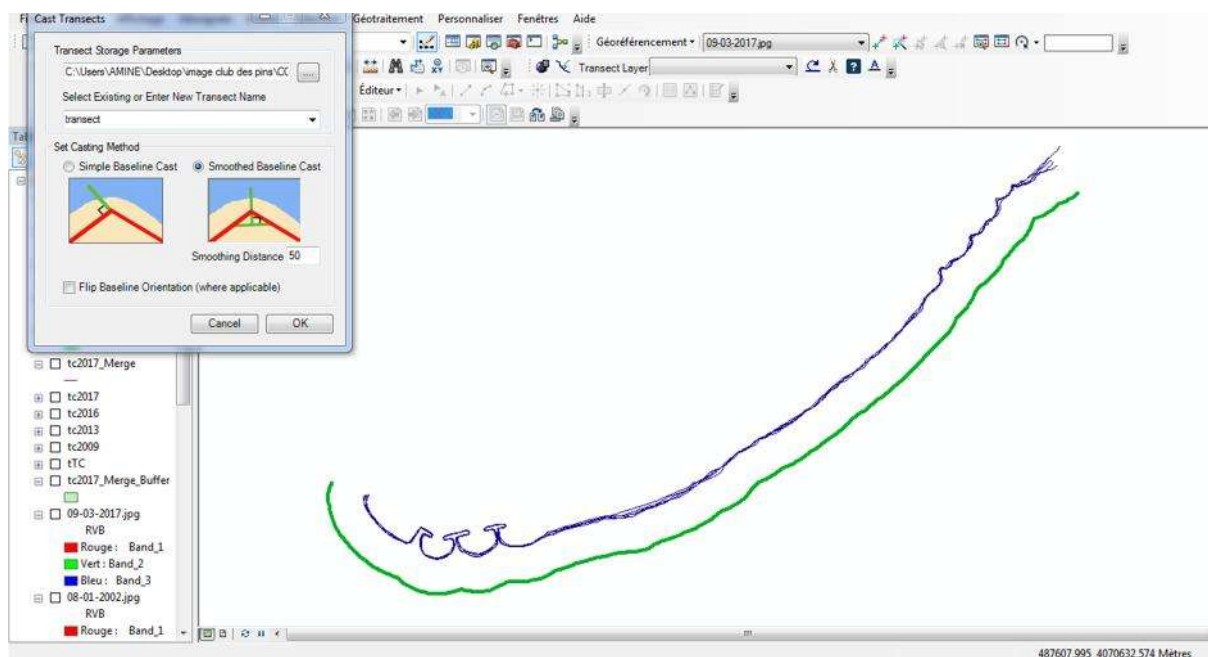 Cast Transects
Géotraitement Personnaliser Fenêtres Aide
Transect Storage Parameters
C:\Users\AMINE\Desktop\image club des pins\CC
....
Select Existing or Enter New Transect Name
transect
Set Casting Method
Simple Baseline Cast
Smoothed Baseline Cast
Smoothing Distance 50
Flip Baseline Orientation (where applicable)
Cancel
OK
Géoréférencement
09-03-2017.jpg
Transect Layer
Éditeur
tc2017_Merge
tc2017
tc2016
tc2013
tc2009
tTC
tc2017_Merge_Buffer
09-03-2017.jpg
RVB
Rouge : Band_1
Vert : Band_2
Bleu : Band_3
08-01-2002.jpg
RVB
Rouge : Band_1
487607,995 4070632,574 Mètres